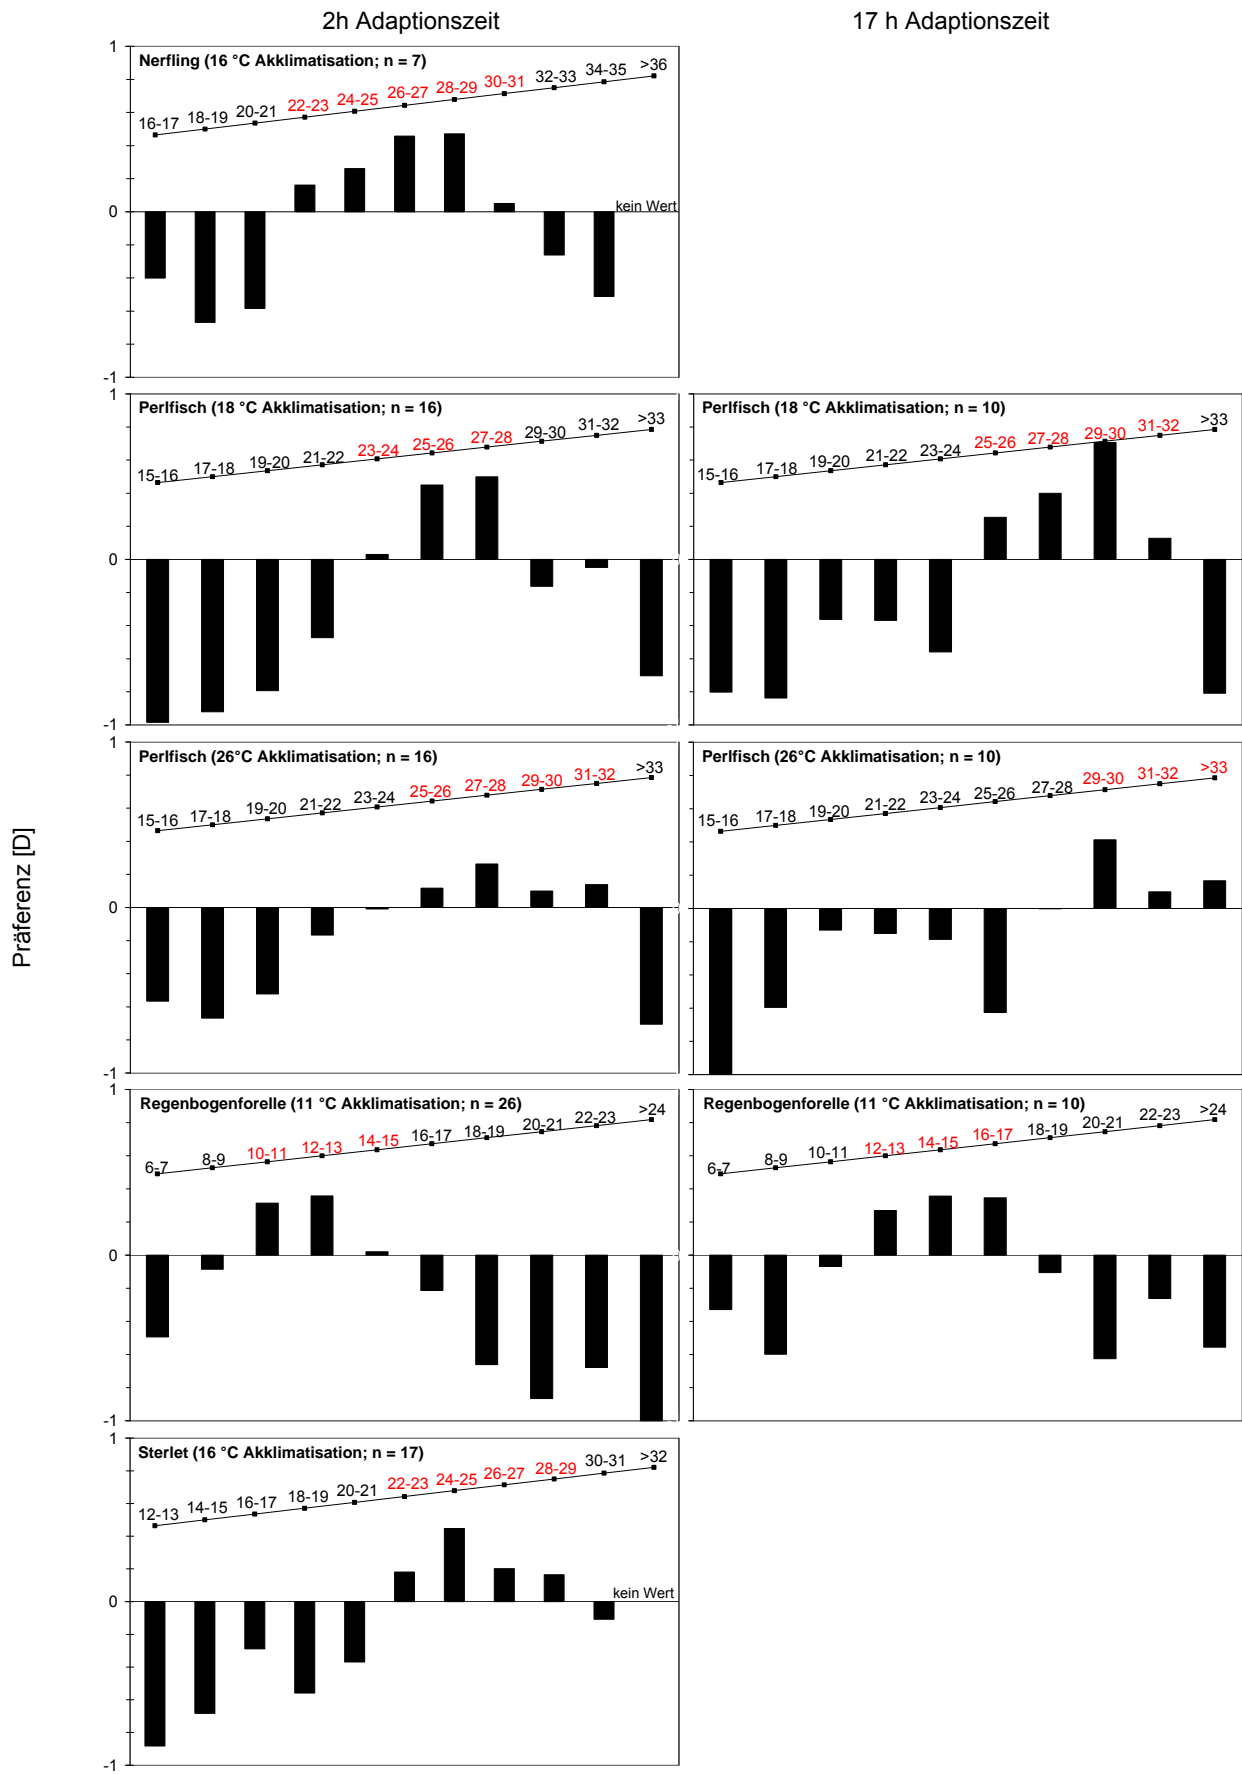 2h Adaptionszeit
17 h Adaptionszeit
Präferenz [D]
Nerfling (16 °C Akklimatisation; n = 7)
16-17 18-19 20-21 22-23 24-25 26-27 28-29 30-31 32-33 34-35 >36
1
0
-1
kein Wert
Perlfisch (18 °C Akklimatisation; n = 16)
15-16 17-18 19-20 21-22 23-24 25-26 27-28 29-30 31-32 >33
1
0
-1
Perlfisch (18 °C Akklimatisation; n = 10)
15-16 17-18 19-20 21-22 23-24 25-26 27-28 29-30 31-32 >33
Perlfisch (26°C Akklimatisation; n = 16)
15-16 17-18 19-20 21-22 23-24 25-26 27-28 29-30 31-32 >33
1
0
-1
Perlfisch (26°C Akklimatisation; n = 10)
15-16 17-18 19-20 21-22 23-24 25-26 27-28 29-30 31-32 >33
Regenbogenforelle (11 °C Akklimatisation; n = 26)
6-7 8-9 10-11 12-13 14-15 16-17 18-19 20-21 22-23 >24
1
0
-1
Regenbogenforelle (11 °C Akklimatisation; n = 10)
6-7 8-9 10-11 12-13 14-15 16-17 18-19 20-21 22-23 >24
Sterlet (16 °C Akklimatisation; n = 17)
12-13 14-15 16-17 18-19 20-21 22-23 24-25 26-27 28-29 30-31 >32
1
0
-1
kein Wert